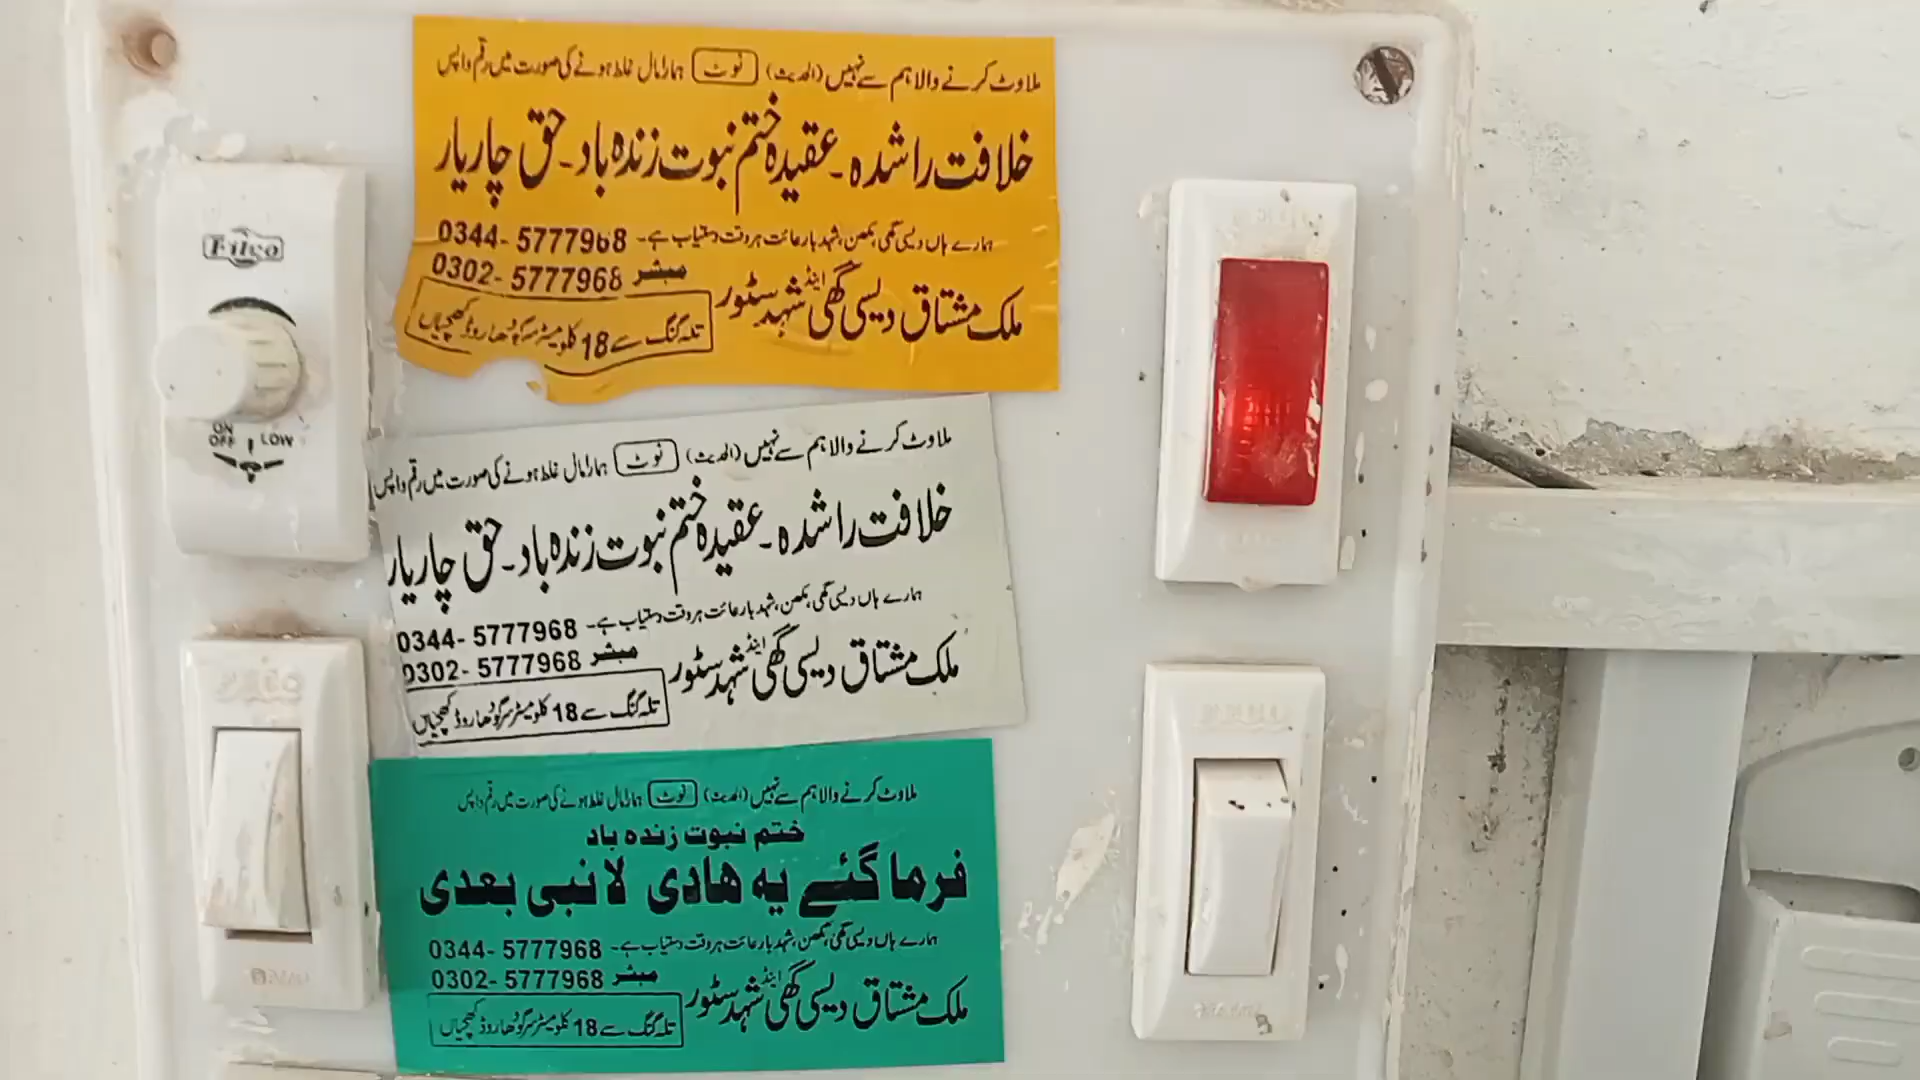 ملاوٹ کرنے والا ہم سے نہیں (الحدیث) نوٹ ہمارا مال غلط ہونے کی صورت میں رقم واپس
خلافت راشدہ ۔ عقیدہ ختم نبوت زندہ باد ۔ حق چار یار
ہمارے ہاں دیسی گھی، مکھن، شہد بارعائت ہر وقت دستیاب ہے۔ 0344- 5777968
مبشر 0302- 5777968
ملک مشتاق دیسی گھی اینڈ شہد سٹور
تلہ گنگ سے 18 کلومیٹر سرگودھا روڈ کھچیاں
Filco
ON
OFF
LOW
ملاوٹ کرنے والا ہم سے نہیں (الحدیث) نوٹ ہمارا مال غلط ہونے کی صورت میں رقم واپس
خلافت راشدہ ۔ عقیدہ ختم نبوت زندہ باد ۔ حق چار یار
ہمارے ہاں دیسی گھی، مکھن، شہد بارعائت ہر وقت دستیاب ہے۔ 0344- 5777968
مبشر 0302- 5777968
ملک مشتاق دیسی گھی اینڈ شہد سٹور
تلہ گنگ سے 18 کلومیٹر سرگودھا روڈ کھچیاں
ملاوٹ کرنے والا ہم سے نہیں (الحدیث) نوٹ ہمارا مال غلط ہونے کی صورت میں رقم واپس
ختم نبوت زندہ باد
فرما گئے یہ ھادی لا نبی بعدی
ہمارے ہاں دیسی گھی، مکھن، شہد بارعائت ہر وقت دستیاب ہے۔ 0344- 5777968
مبشر 0302- 5777968
ملک مشتاق دیسی گھی اینڈ شہد سٹور
تلہ گنگ سے 18 کلومیٹر سرگودھا روڈ کھچیاں